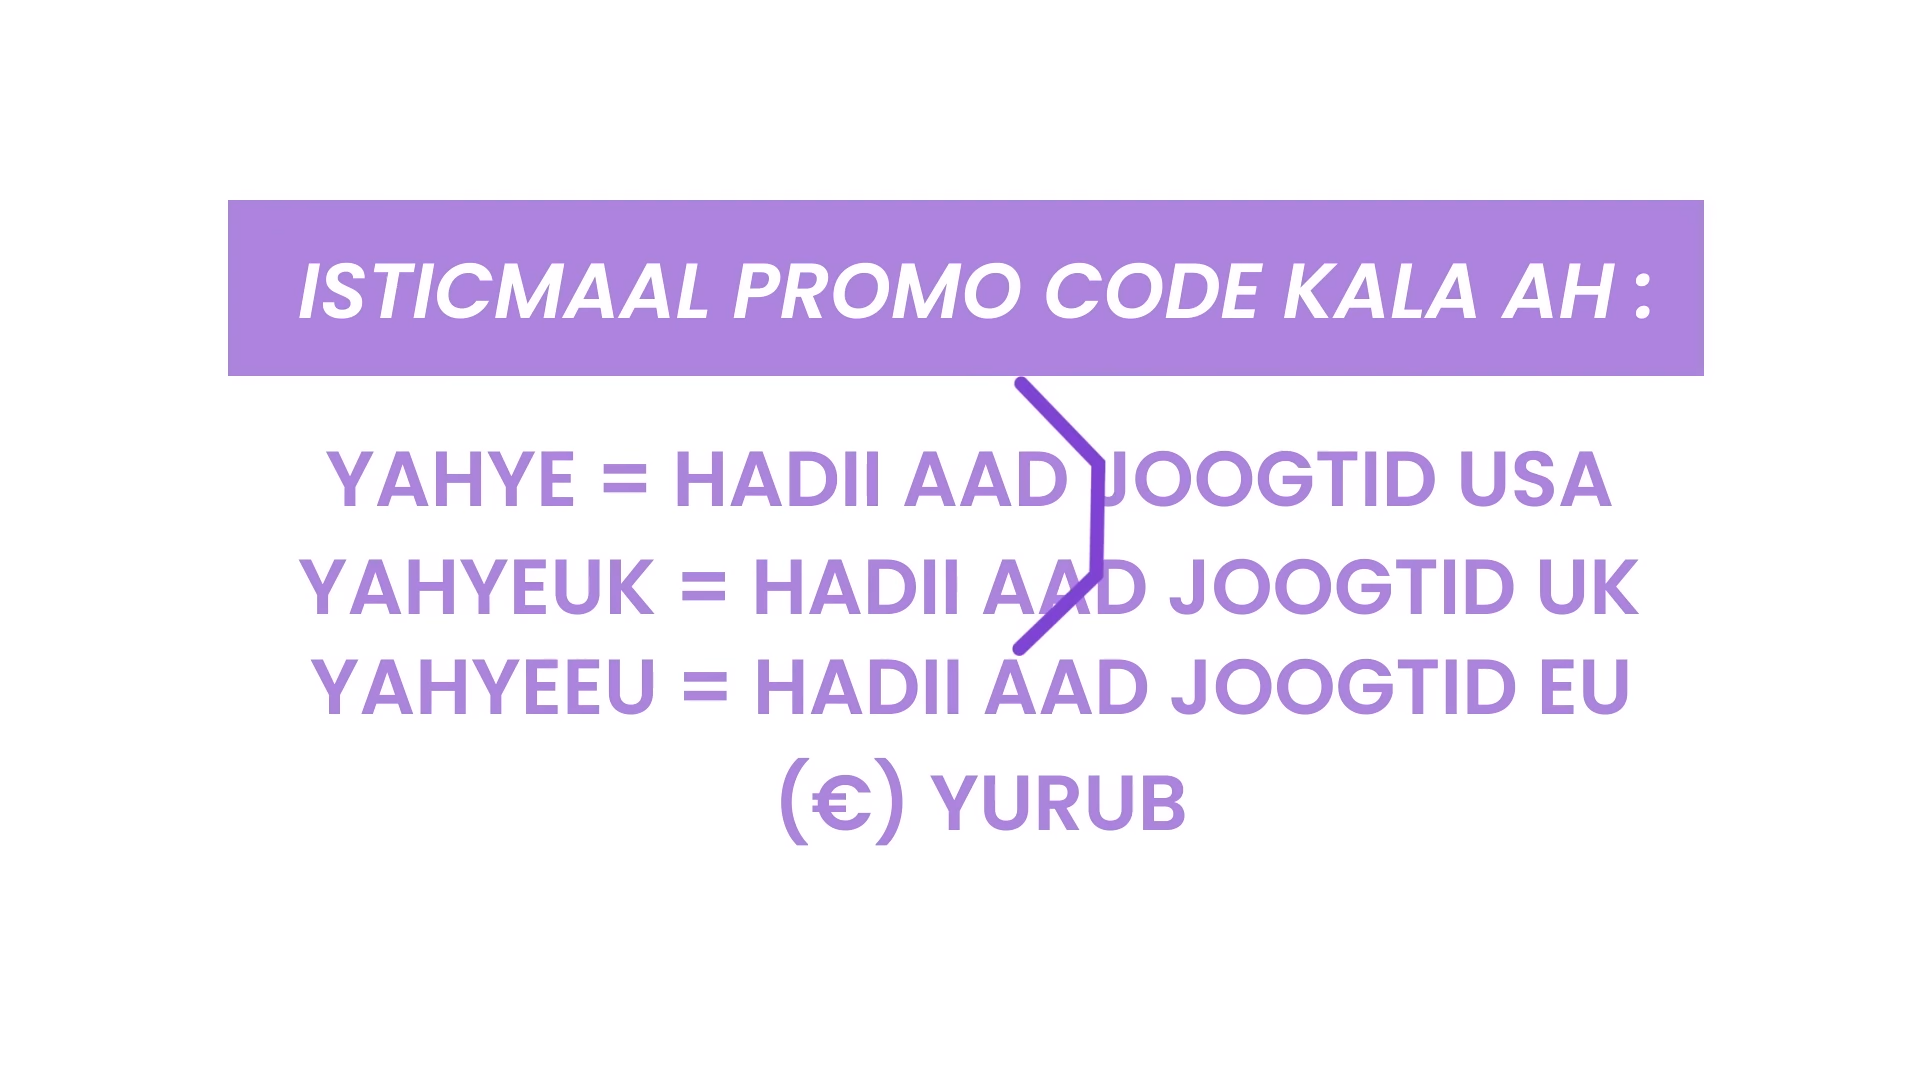 ISTICMAAL PROMO CODE KALA AH :
YAHYE = HADII AAD JOOGTID USA
YAHYEUK = HADII AAD JOOGTID UK
YAHYEEU = HADII AAD JOOGTID EU
(€) YURUB